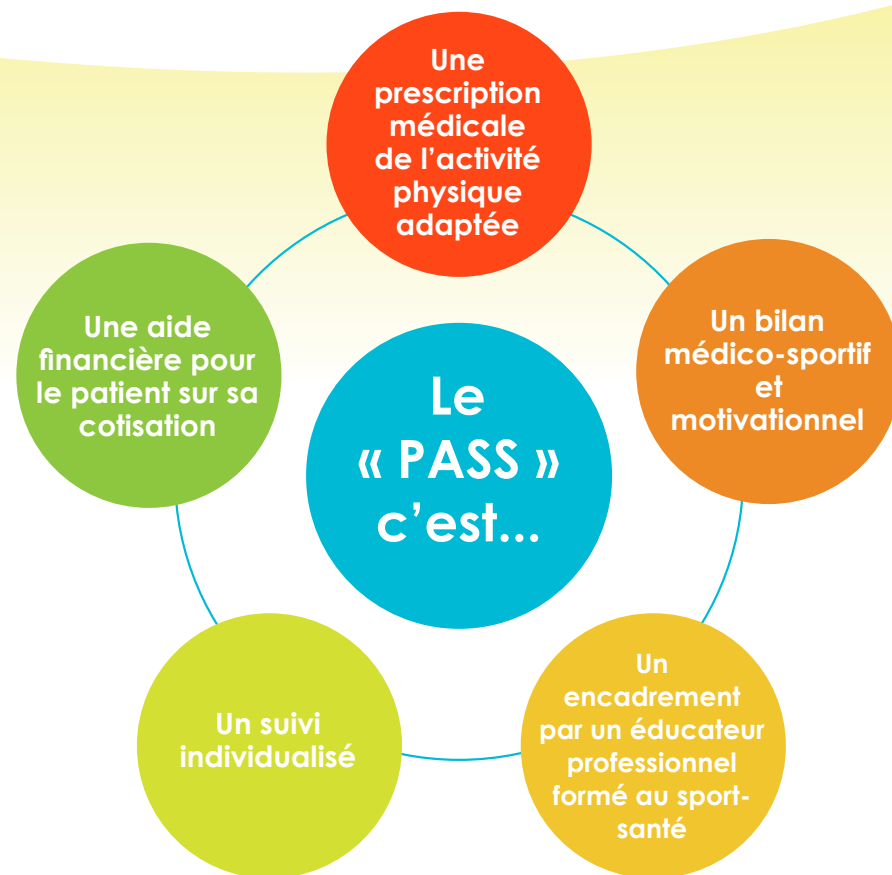 Une
prescription
médicale
de l’activité
physique
adaptée
Un bilan
médico-sportif
et
motivationnel
Un
encadrement
par un éducateur
professionnel
formé au sport-
santé
Un suivi
individualisé
Une aide
financière pour
le patient sur sa
cotisation
Le
« PASS »
c’est...